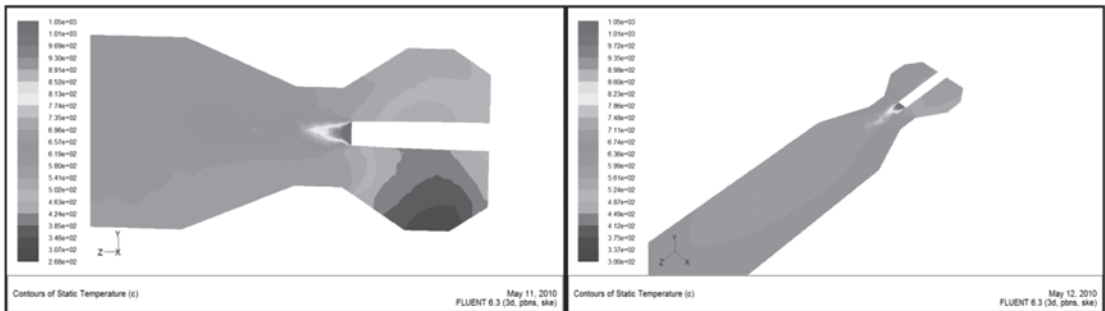 1.05e+03
1.01e+03
9.69e+02
9.30e+02
8.91e+02
8.52e+02
8.13e+02
7.74e+02
7.35e+02
6.96e+02
6.57e+02
6.19e+02
5.80e+02
5.41e+02
5.02e+02
4.63e+02
4.24e+02
3.85e+02
3.46e+02
3.07e+02
2.68e+02
Y
Z X
Contours of Static Temperature (c)
May 11, 2010
FLUENT 6.3 (3d, pbns, ske)
1.05e+03
1.01e+03
9.72e+02
9.35e+02
8.98e+02
8.60e+02
8.23e+02
7.86e+02
7.48e+02
7.11e+02
6.74e+02
6.36e+02
5.99e+02
5.61e+02
5.24e+02
4.87e+02
4.49e+02
4.12e+02
3.75e+02
3.37e+02
3.00e+02
Y
Z X
Contours of Static Temperature (c)
May 12, 2010
FLUENT 6.3 (3d, pbns, ske)